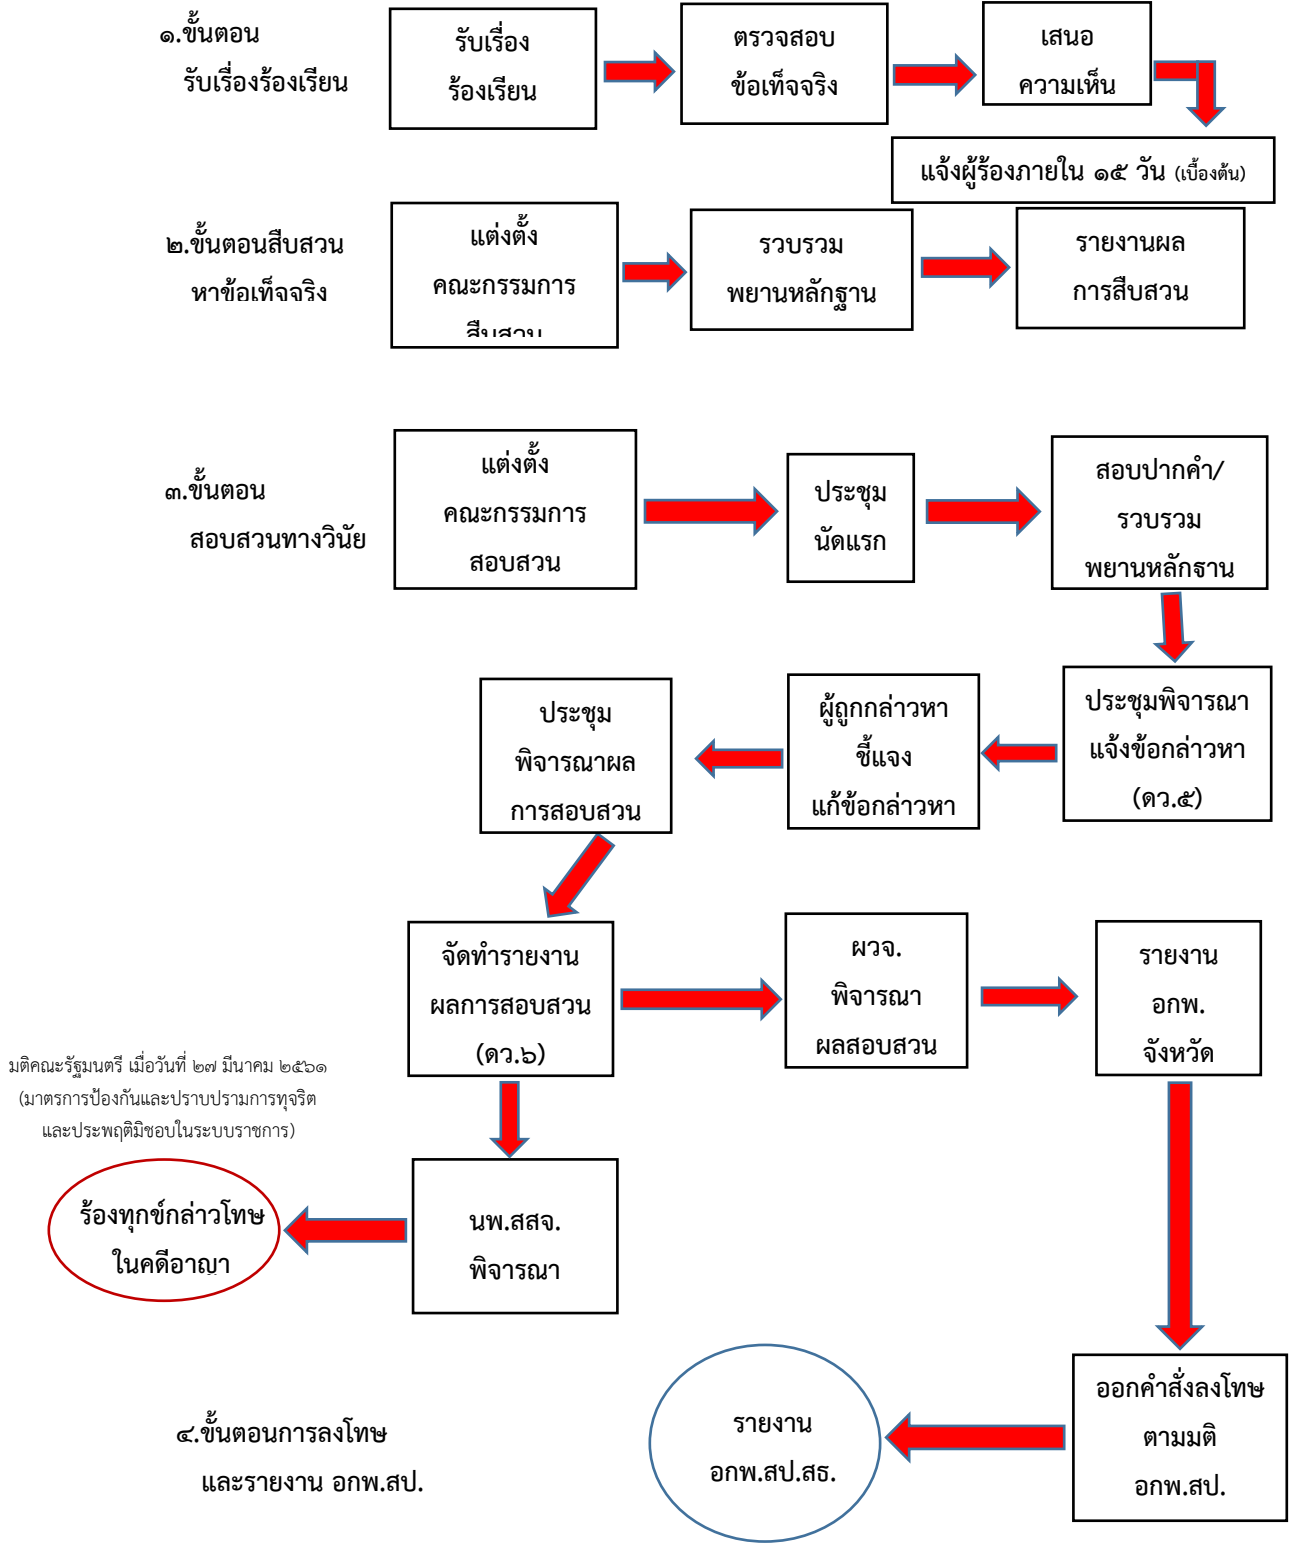 ๑.ขั้นตอน
รับเรื่องร้องเรียน
รับเรื่อง
ร้องเรียน
ตรวจสอบ
ข้อเท็จจริง
เสนอ
ความเห็น
แจ้งผู้ร้องภายใน ๑๕ วัน (เบื้องต้น)
๒.ขั้นตอนสืบสวน
หาข้อเท็จจริง
แต่งตั้ง
คณะกรรมการ
สืบสวน
รวบรวม
พยานหลักฐาน
รายงานผล
การสืบสวน
๓.ขั้นตอน
สอบสวนทางวินัย
แต่งตั้ง
คณะกรรมการ
สอบสวน
ประชุม
นัดแรก
สอบปากคำ/
รวบรวม
พยานหลักฐาน
ประชุมพิจารณา
แจ้งข้อกล่าวหา
(ดว.๕)
ผู้ถูกกล่าวหา
ชี้แจง
แก้ข้อกล่าวหา
ประชุม
พิจารณาผล
การสอบสวน
จัดทำรายงาน
ผลการสอบสวน
(ดว.๖)
ผวจ.
พิจารณา
ผลสอบสวน
รายงาน
อกพ.
จังหวัด
มติคณะรัฐมนตรี เมื่อวันที่ ๒๗ มีนาคม ๒๕๖๑
(มาตรการป้องกันและปราบปรามการทุจริต
และประพฤติมิชอบในระบบราชการ)
ร้องทุกข์กล่าวโทษ
ในคดีอาญา
นพ.สสจ.
พิจารณา
๔.ขั้นตอนการลงโทษ
และรายงาน อกพ.สป.
รายงาน
อกพ.สป.สธ.
ออกคำสั่งลงโทษ
ตามมติ
อกพ.สป.